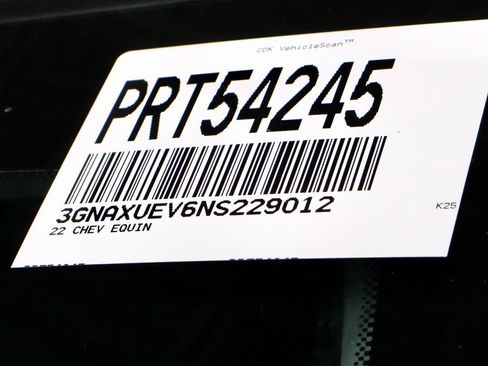 CDK VehicleScan™
PRT54245
3GNAXUEV6NS229012
22 CHEV EQUIN
K25